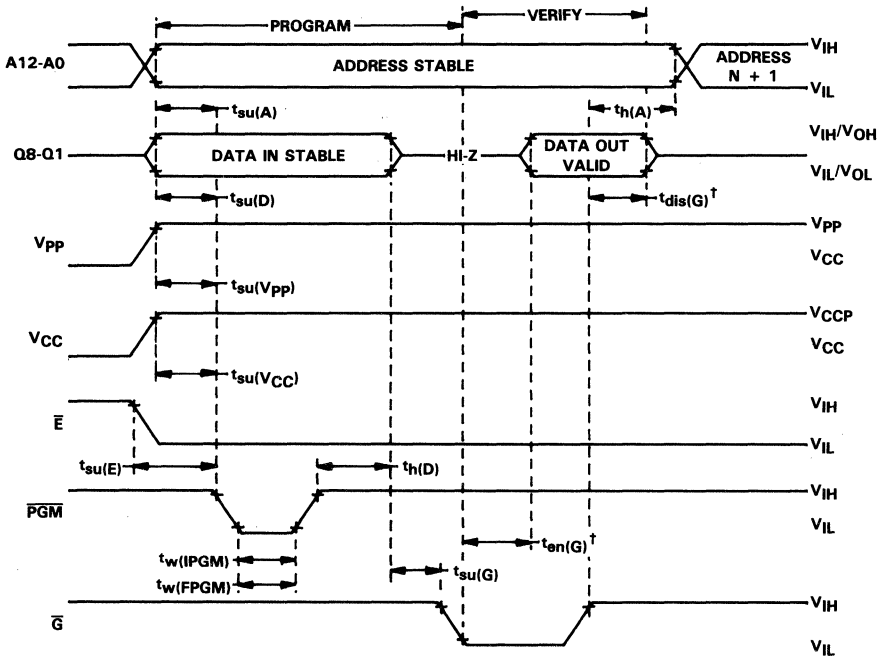 PROGRAM
VERIFY
A12-A0
ADDRESS STABLE
ADDRESS
N + 1
VIH
VIL
tsu(A)
th(A)
Q8-Q1
DATA IN STABLE
HI-Z
DATA OUT
VALID
VIH/VOH
VIL/VOL
tsu(D)
tdis(G)†
VPP
VPP
VCC
tsu(VPP)
VCC
VCCP
VCC
tsu(VCC)
E
VIH
VIL
tsu(E)
th(D)
PGM
VIH
VIL
tw(IPGM)
tw(FPGM)
ten(G)†
tsu(G)
G
VIH
VIL